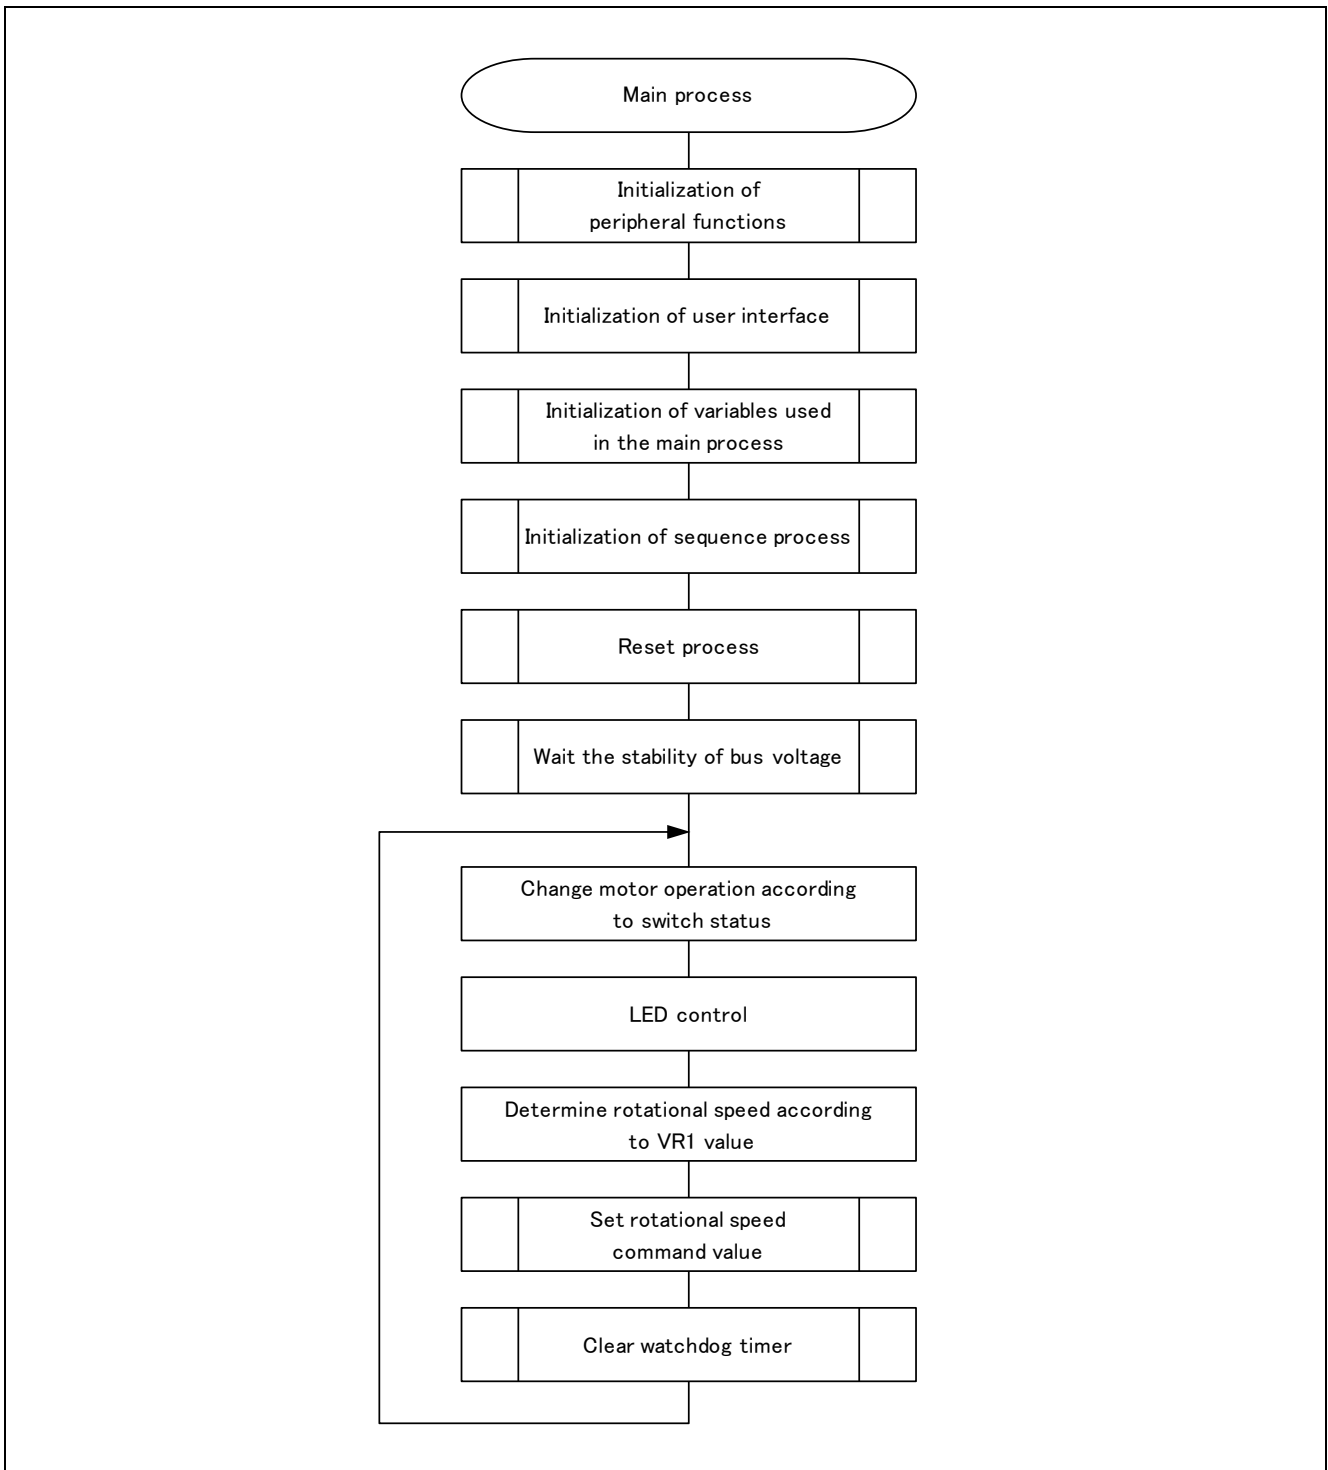 Main process
Initialization of
peripheral functions
Initialization of user interface
Initialization of variables used
in the main process
Initialization of sequence process
Reset process
Wait the stability of bus voltage
Change motor operation according
to switch status
LED control
Determine rotational speed according
to VR1 value
Set rotational speed
command value
Clear watchdog timer